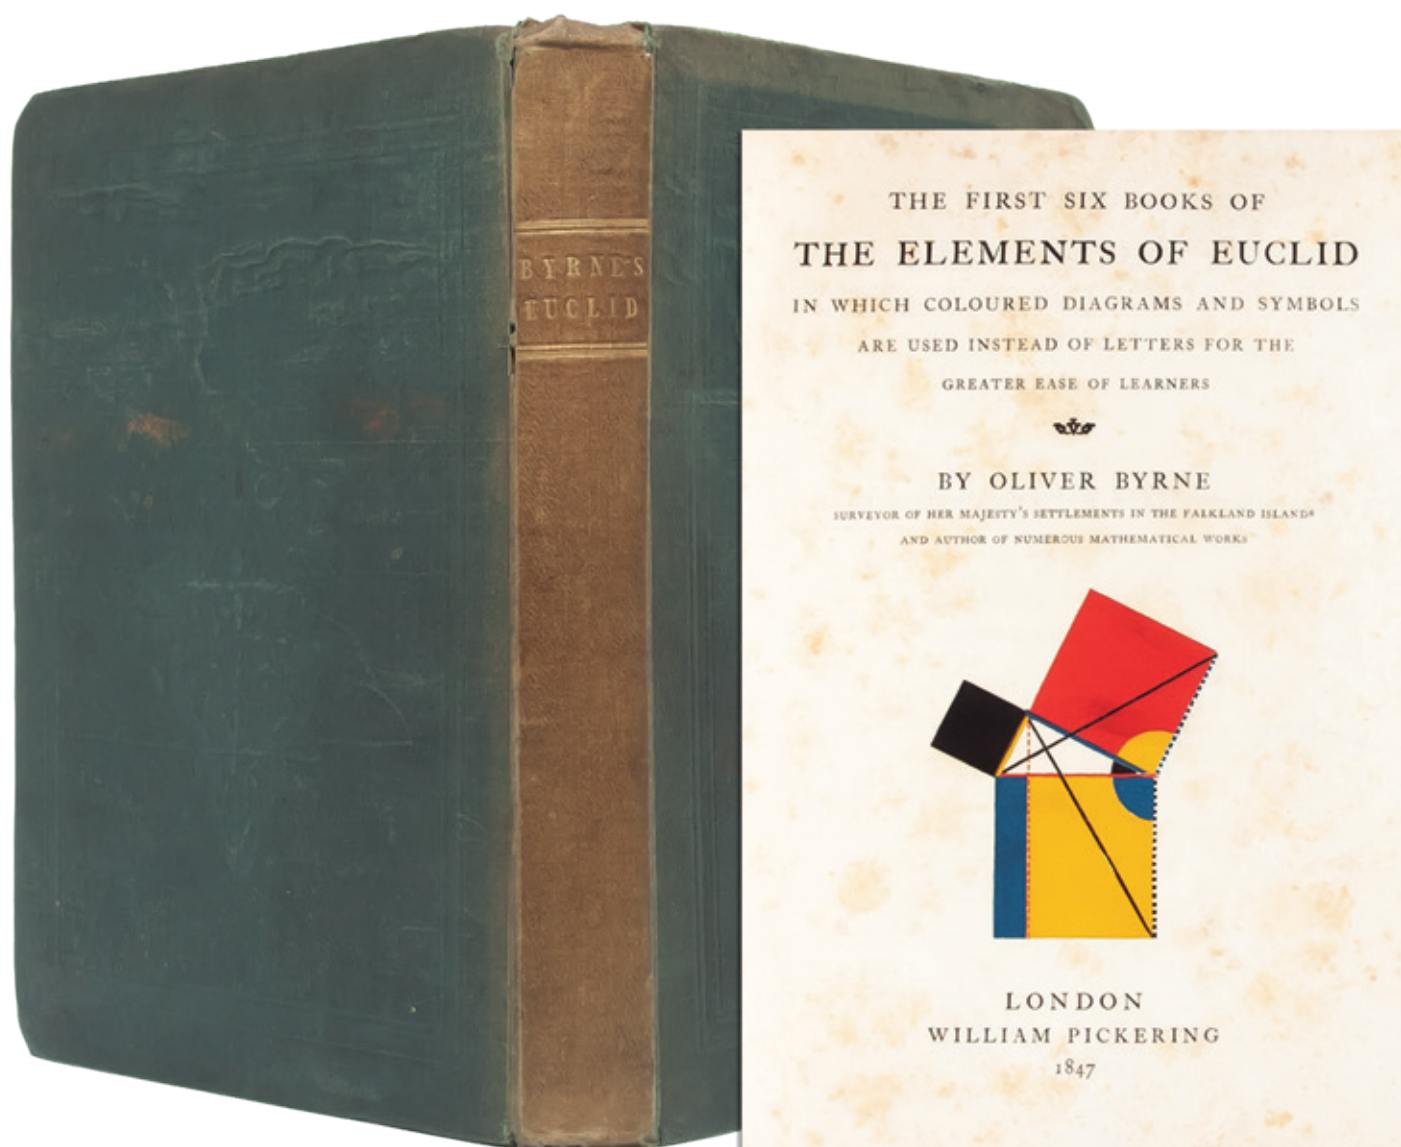 BYRNE'S
EUCLID
THE FIRST SIX BOOKS OF
THE ELEMENTS OF EUCLID
IN WHICH COLOURED DIAGRAMS AND SYMBOLS
ARE USED INSTEAD OF LETTERS FOR THE
GREATER EASE OF LEARNERS
BY OLIVER BYRNE
SURVEYOR OF HER MAJESTY'S SETTLEMENTS IN THE FALKLAND ISLANDS
AND AUTHOR OF NUMEROUS MATHEMATICAL WORKS
LONDON
WILLIAM PICKERING
1847